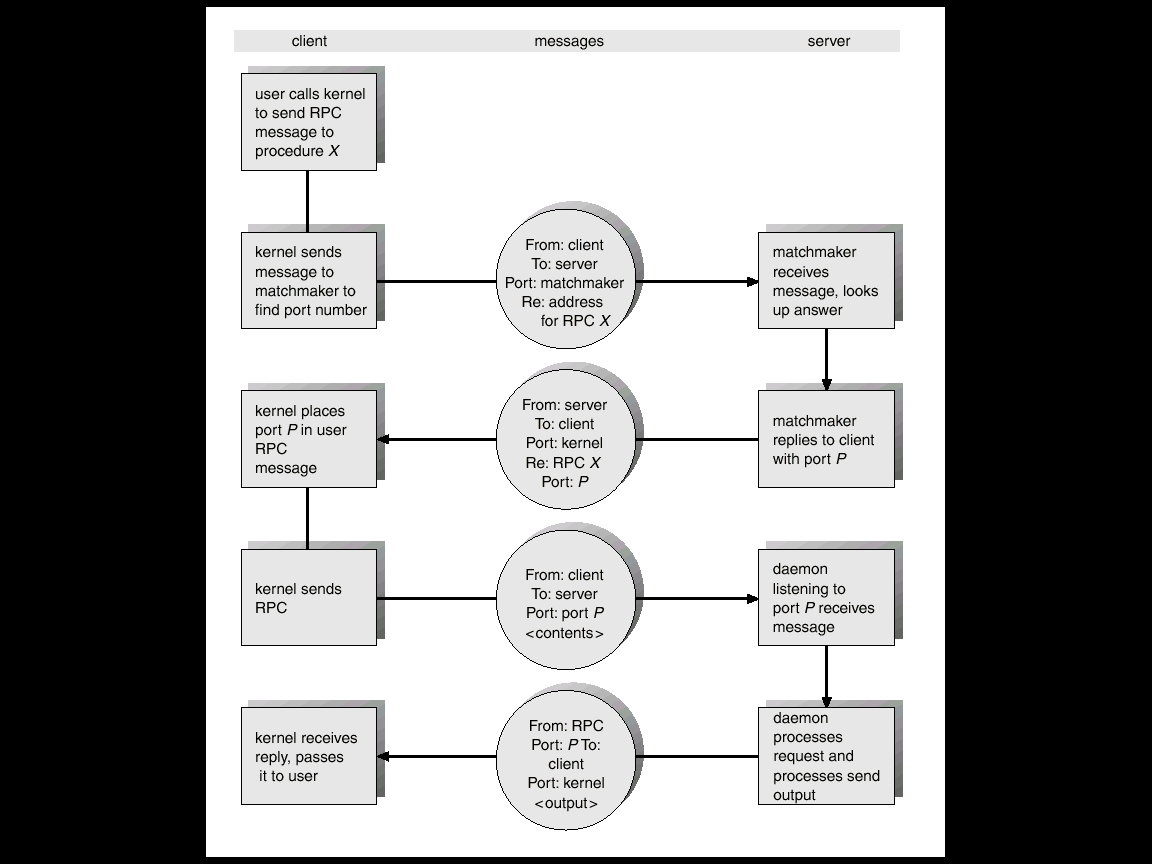 client messages server
user calls kernel
to send RPC
message to
procedure X
kernel sends
message to
matchmaker to
find port number
From: client
To: server
Port: matchmaker
Re: address
for RPC X
matchmaker
receives
message, looks
up answer
kernel places
port P in user
RPC
message
From: server
To: client
Port: kernel
Re: RPC X
Port: P
matchmaker
replies to client
with port P
kernel sends
RPC
From: client
To: server
Port: port P
<contents>
daemon
listening to
port P receives
message
kernel receives
reply, passes
it to user
From: RPC
Port: P To:
client
Port: kernel
<output>
daemon
processes
request and
processes send
output